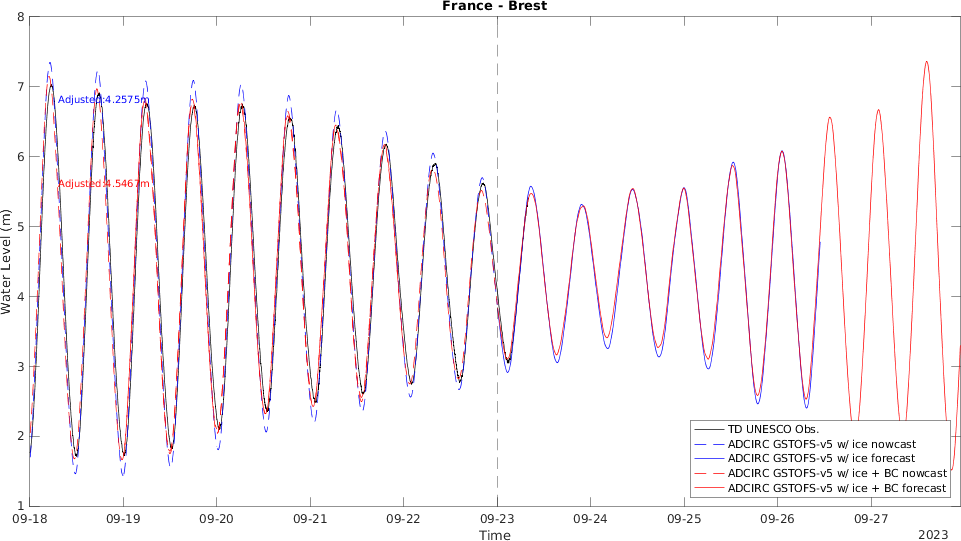 France - Brest
8
7
6
5
4
3
2
1
Water Level (m)
Adjusted:4.2575m
Adjusted:4.5467m
09-18
09-19
09-20
09-21
09-22
09-23
09-24
09-25
09-26
09-27
Time
2023
TD UNESCO Obs.
ADCIRC GSTOFS-v5 w/ ice nowcast
ADCIRC GSTOFS-v5 w/ ice forecast
ADCIRC GSTOFS-v5 w/ ice + BC nowcast
ADCIRC GSTOFS-v5 w/ ice + BC forecast